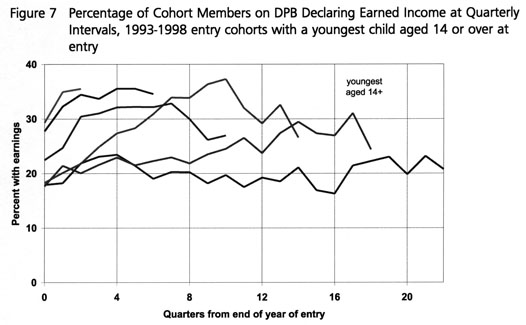 Figure 7 Percentage of Cohort Members on DPB Declaring Earned Income at Quarterly
Intervals, 1993-1998 entry cohorts with a youngest child aged 14 or over at
entry
40
30
20
10
0
Percent with earnings
youngest
aged 14+
0 4 8 12 16 20
Quarters from end of year of entry